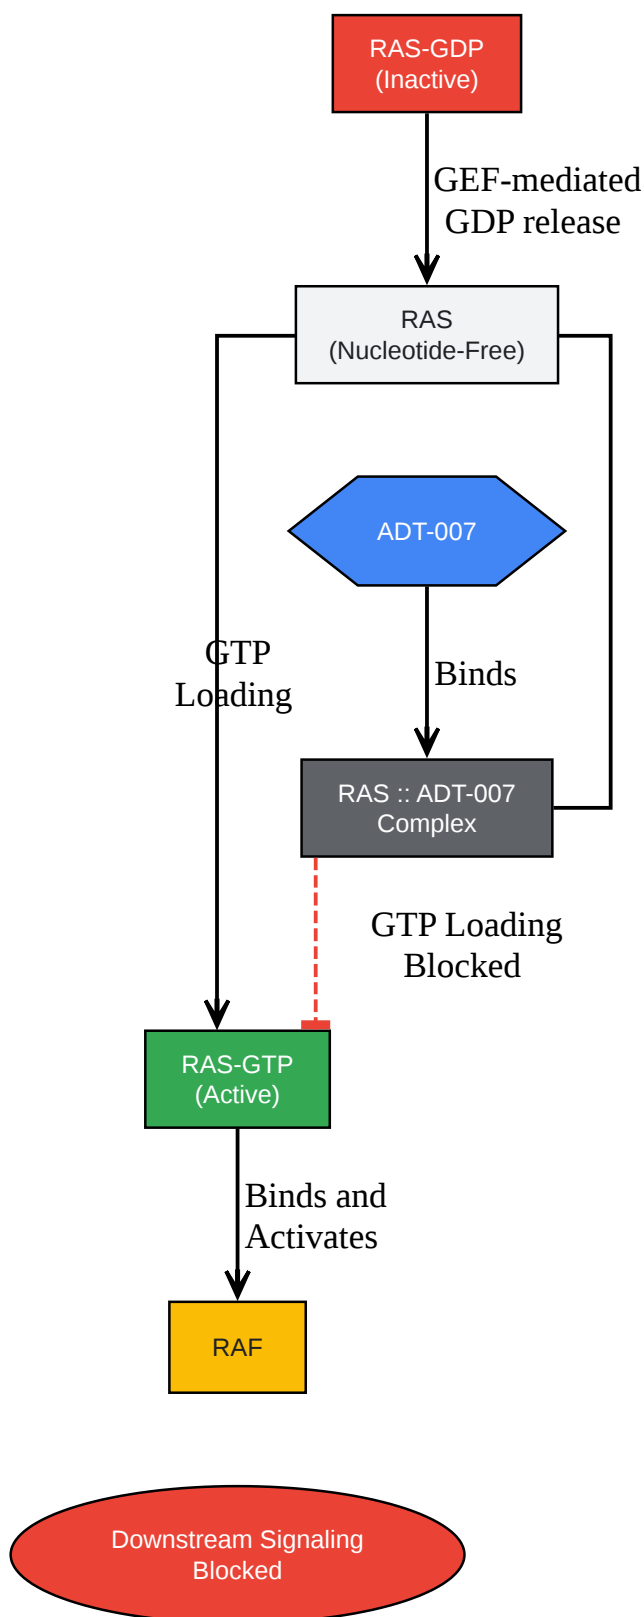 RAS-GDP
(Inactive)
GEF-mediated
GDP release
RAS
(Nucleotide-Free)
ADT-007
GTP
Loading
Binds
RAS :: ADT-007
Complex
GTP Loading
Blocked
RAS-GTP
(Active)
Binds and
Activates
RAF
Downstream Signaling
Blocked